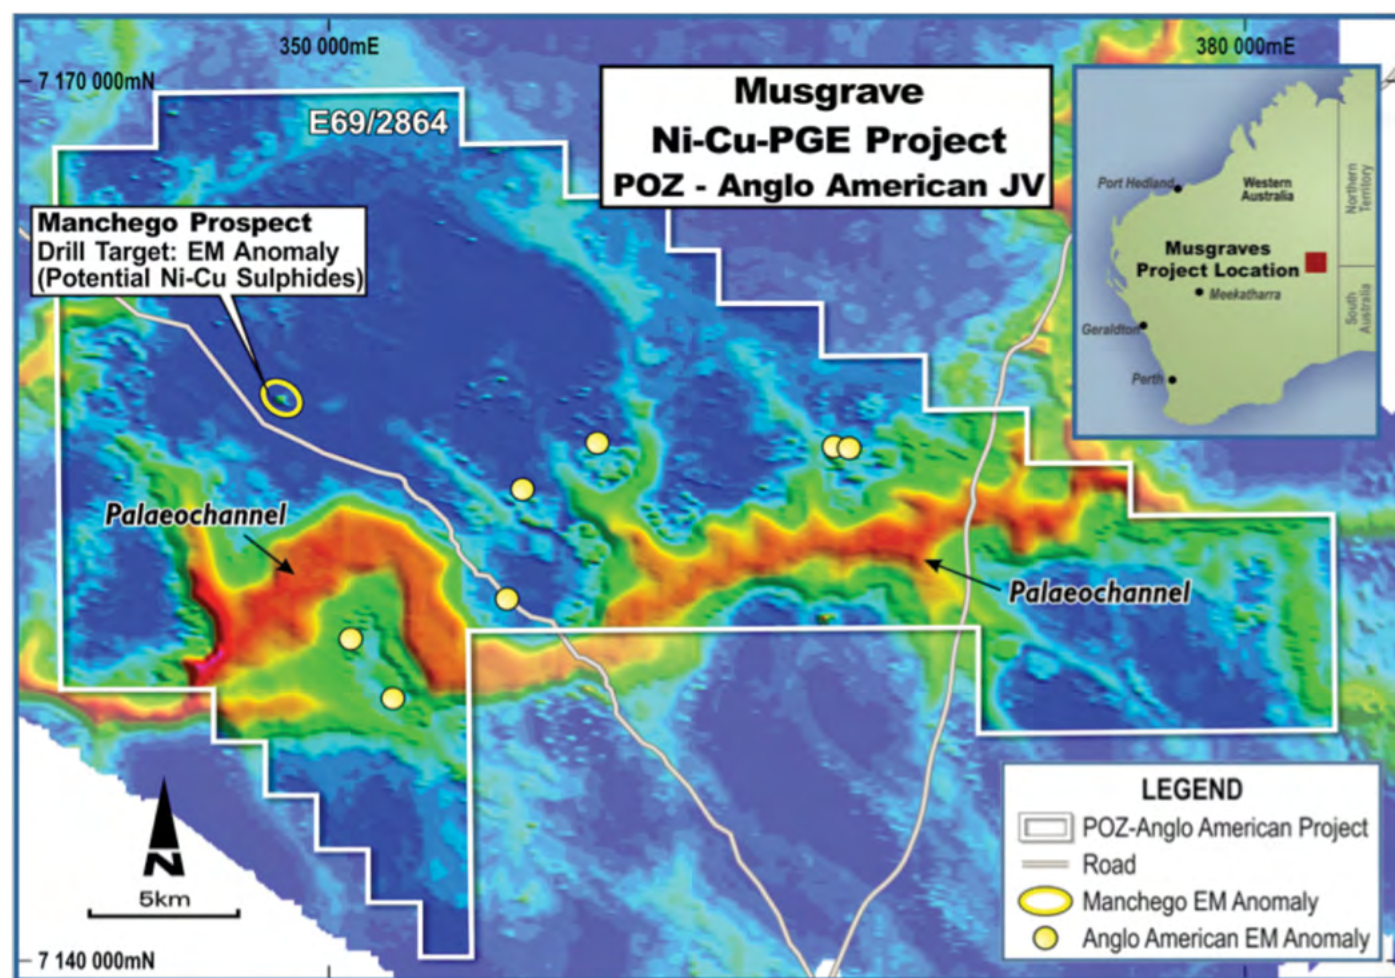 350 000mE
380 000mE
7 170 000mN
E69/2864
Musgrave
Ni-Cu-PGE Project
POZ - Anglo American JV
Manchego Prospect
Drill Target: EM Anomaly
(Potential Ni-Cu Sulphides)
Port Hedland
Western
Australia
Northern
Territory
Musgraves
Project Location
Meekatharra
South
Australia
Geraldton
Perth
Palaeochannel
Palaeochannel
N
5km
7 140 000mN
LEGEND
POZ-Anglo American Project
Road
Manchego EM Anomaly
Anglo American EM Anomaly